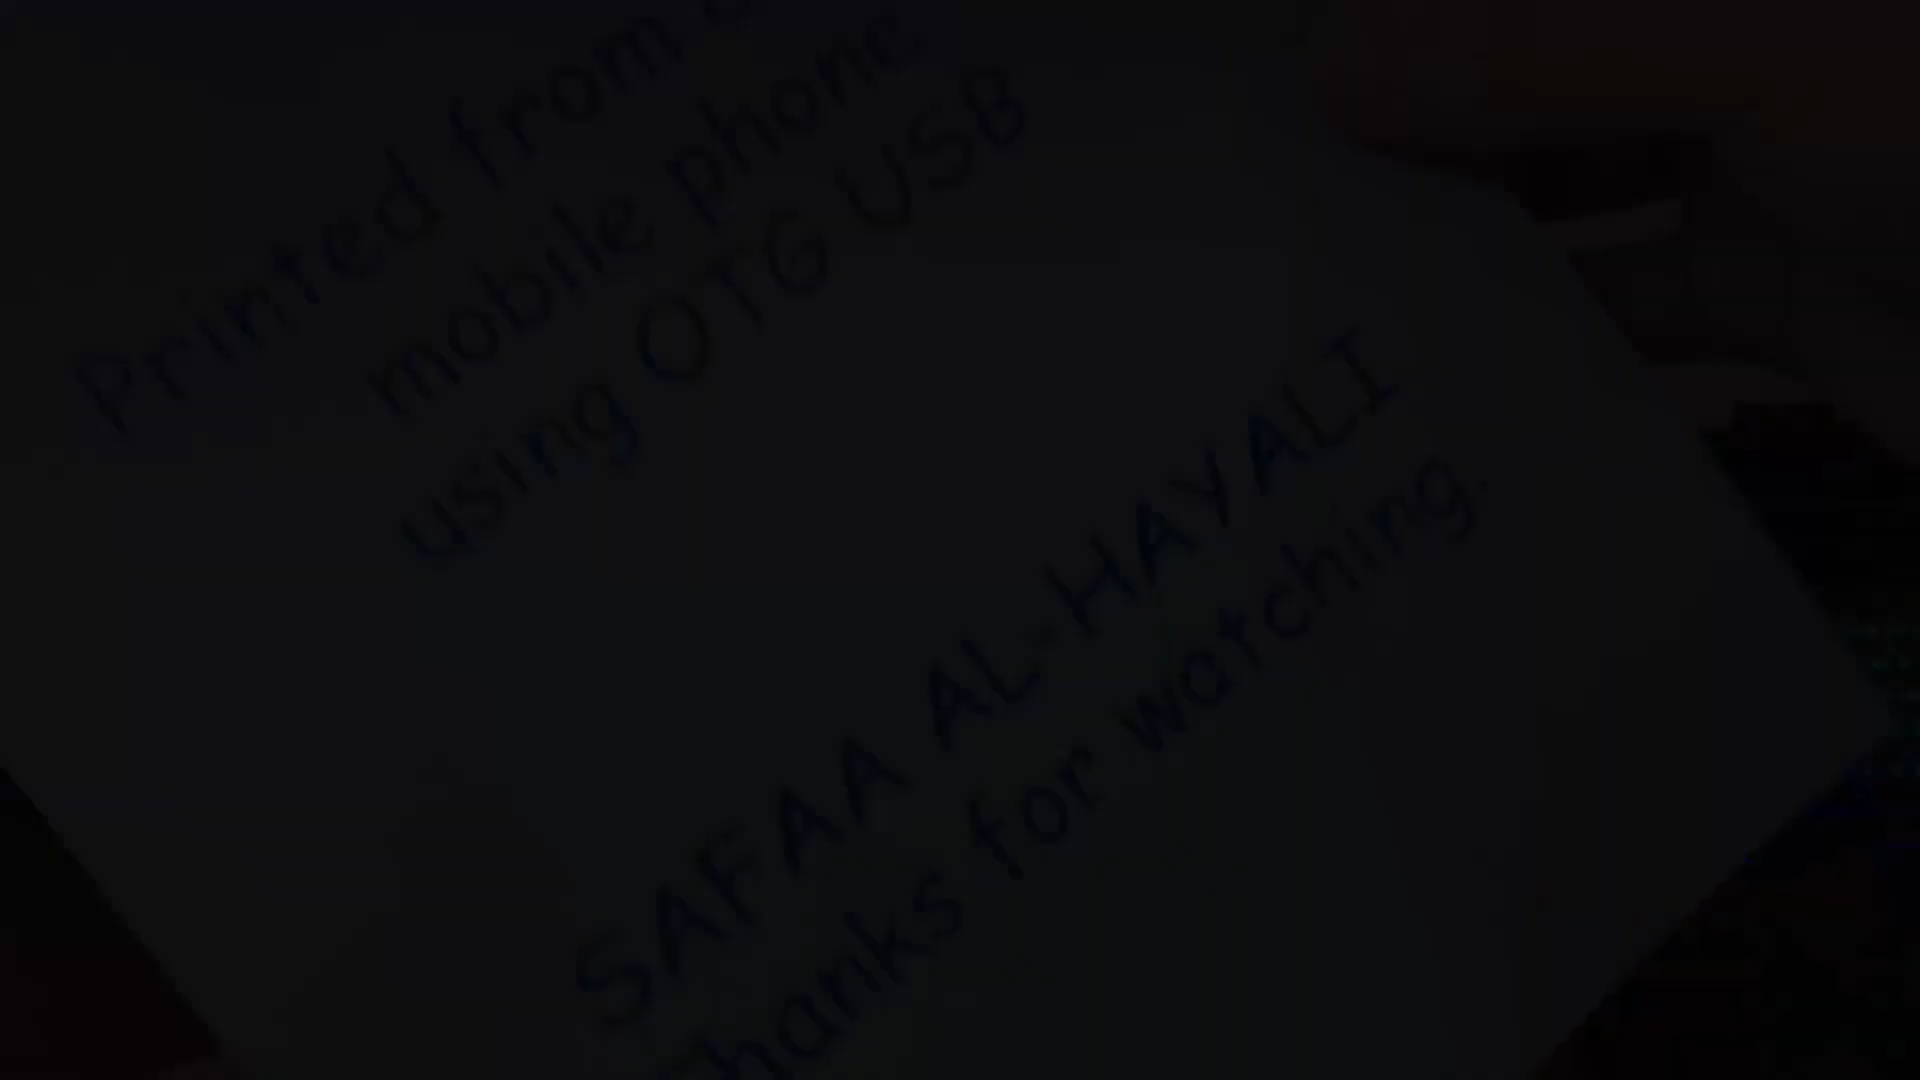 Printed from
mobile phone
using OTG USB
SAFAA AL-HAYALI
thanks for watching.